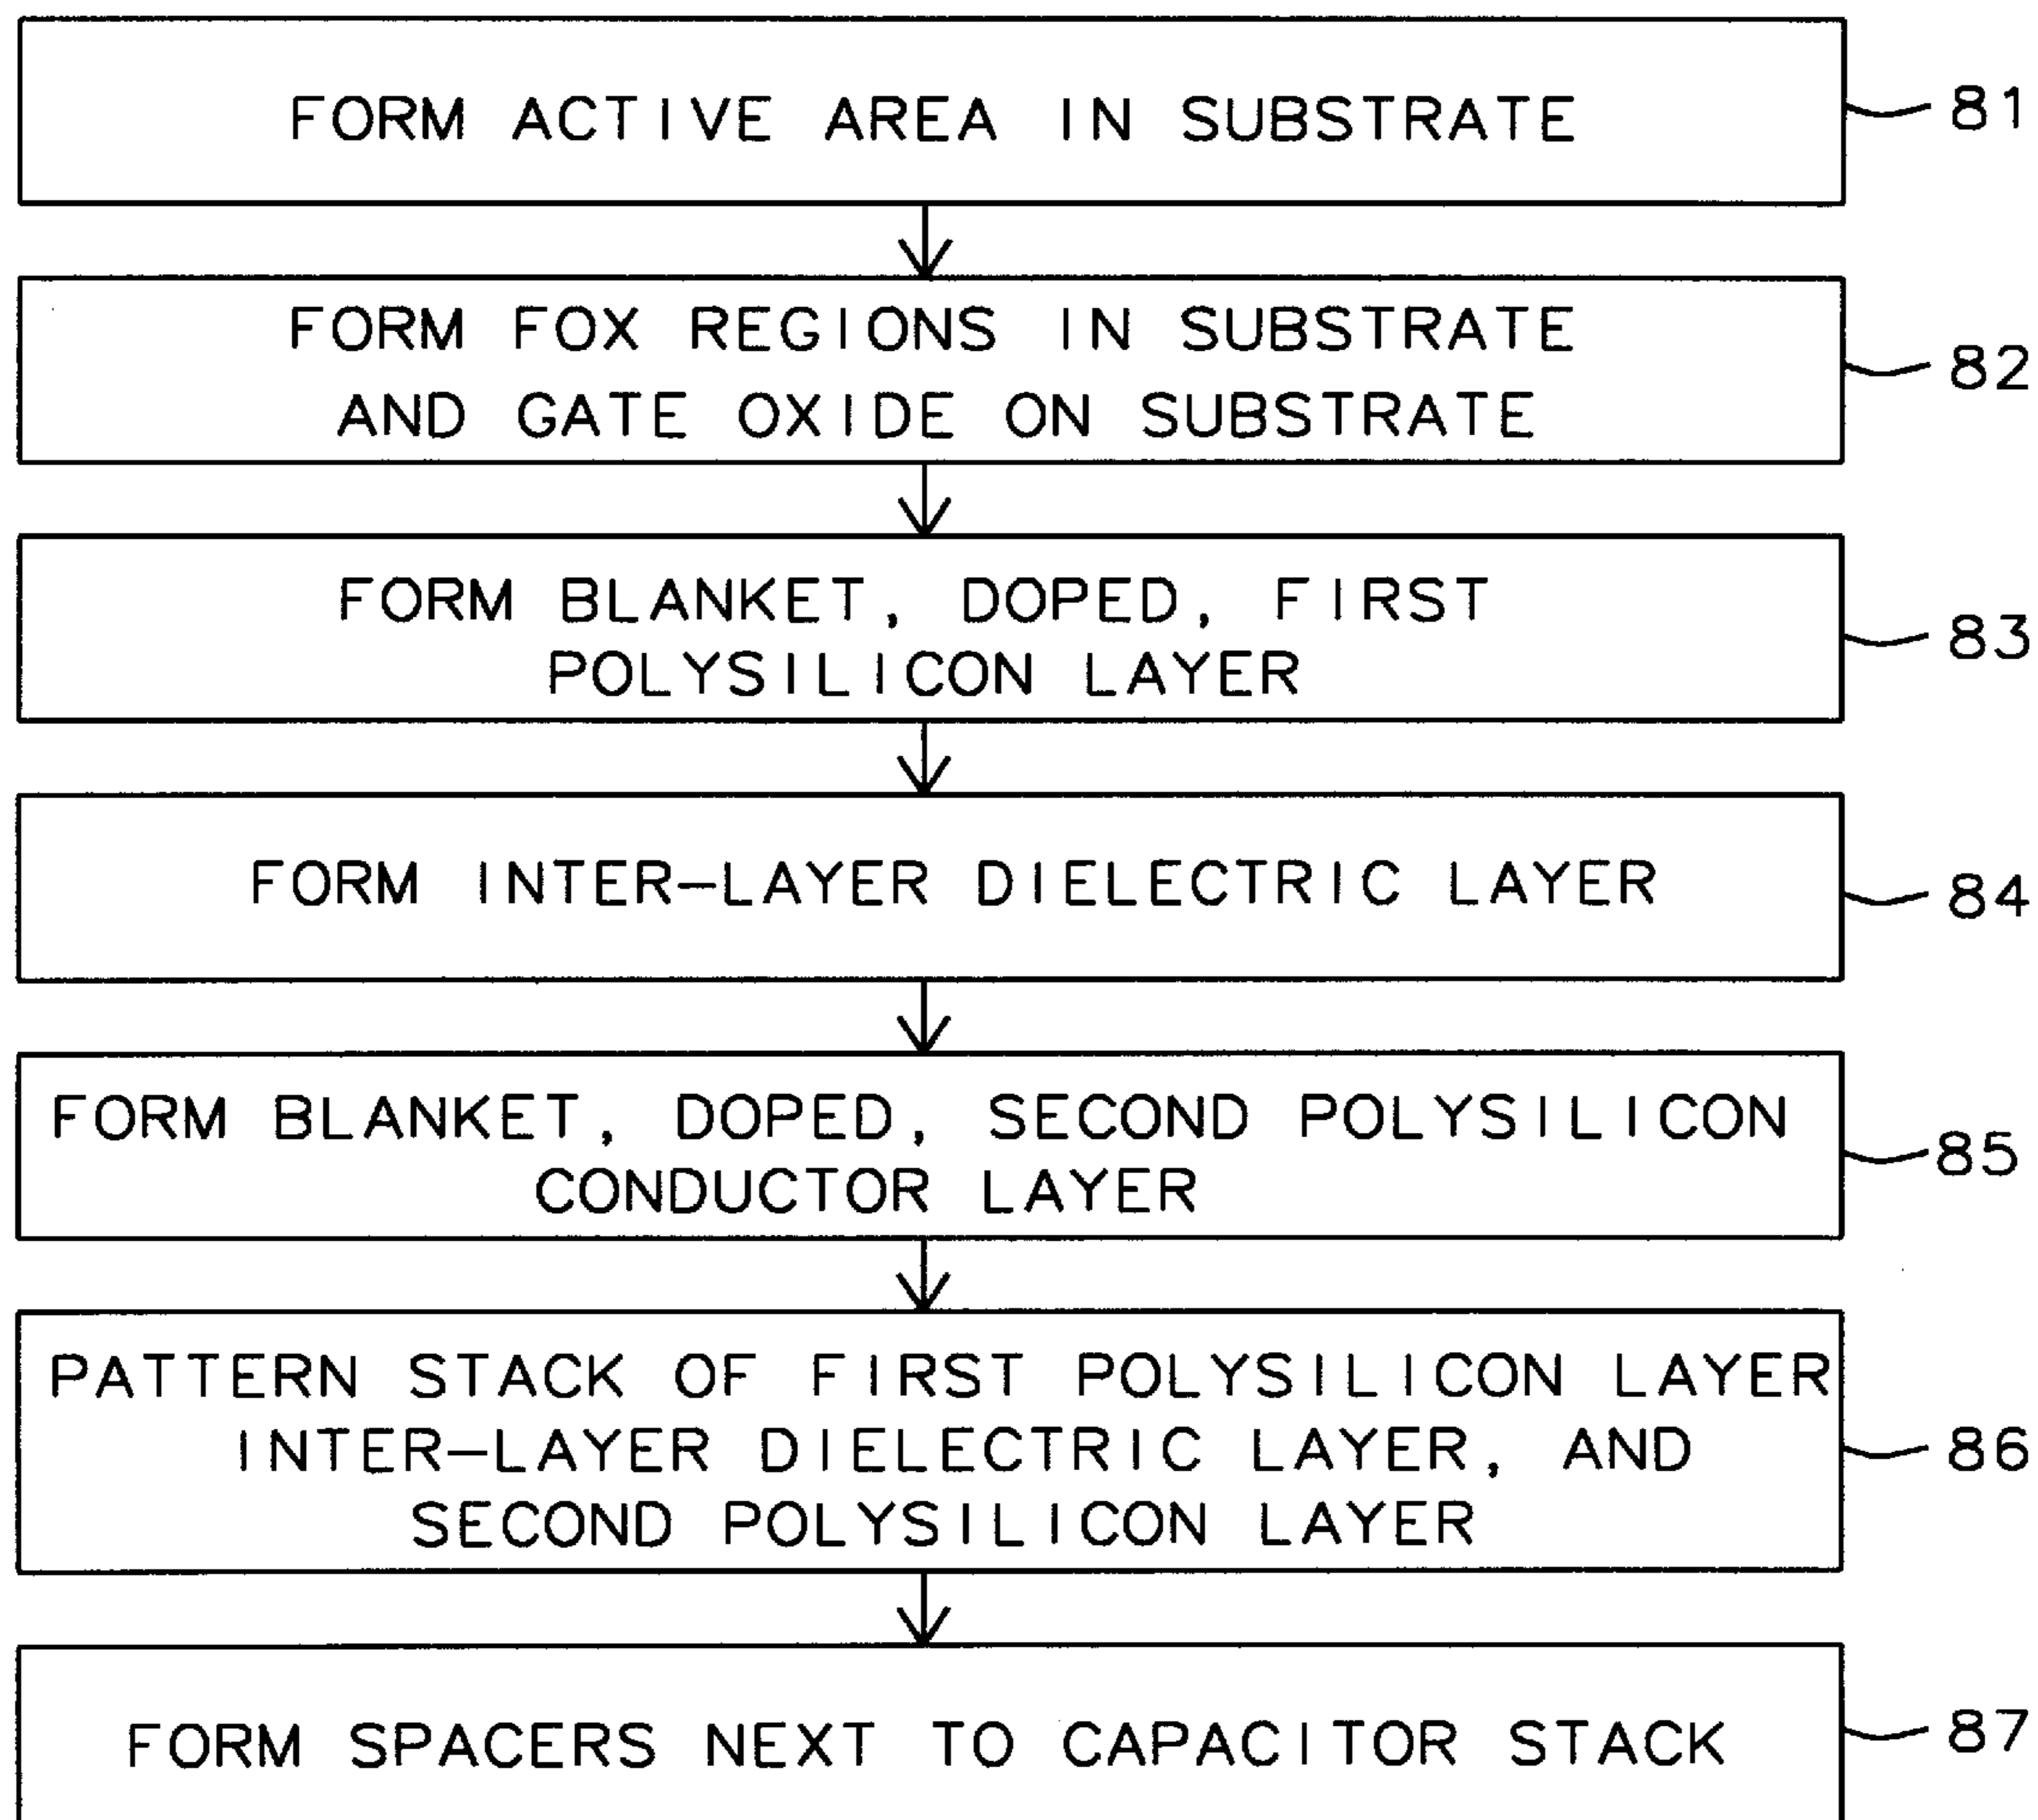 FORM ACTIVE AREA IN SUBSTRATE
81
FORM FOX REGIONS IN SUBSTRATE
AND GATE OXIDE ON SUBSTRATE
82
FORM BLANKET, DOPED, FIRST
POLYSILICON LAYER
83
FORM INTER-LAYER DIELECTRIC LAYER
84
FORM BLANKET, DOPED, SECOND POLYSILICON
CONDUCTOR LAYER
85
PATTERN STACK OF FIRST POLYSILICON LAYER
INTER-LAYER DIELECTRIC LAYER, AND
SECOND POLYSILICON LAYER
86
FORM SPACERS NEXT TO CAPACITOR STACK
87